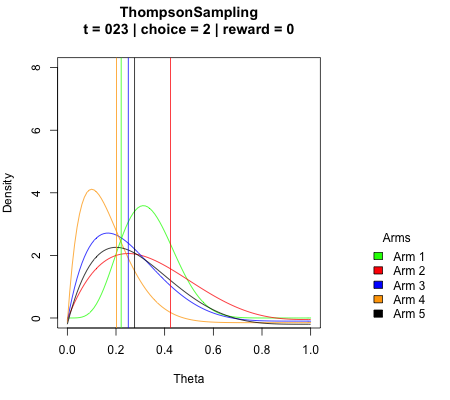 ThompsonSampling
t = 023 | choice = 2 | reward = 0
8
6
4
2
0
Density
0.0 0.2 0.4 0.6 0.8 1.0
Theta
Arms
Arm 1
Arm 2
Arm 3
Arm 4
Arm 5